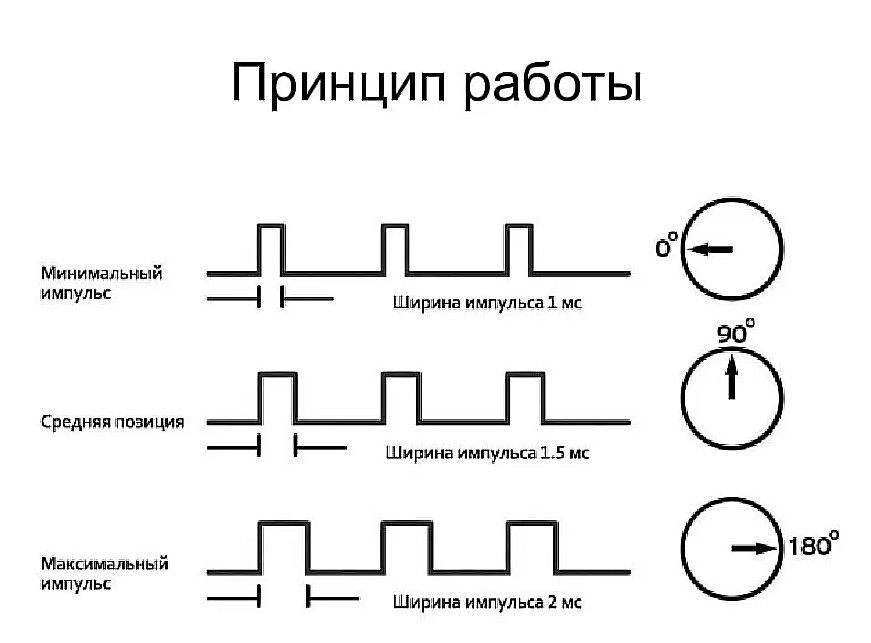 Принцип работы
Минимальный
импульс
Ширина импульса 1 мс
0°
Средняя позиция
Ширина импульса 1.5 мс
90°
Максимальный
импульс
Ширина импульса 2 мс
180°